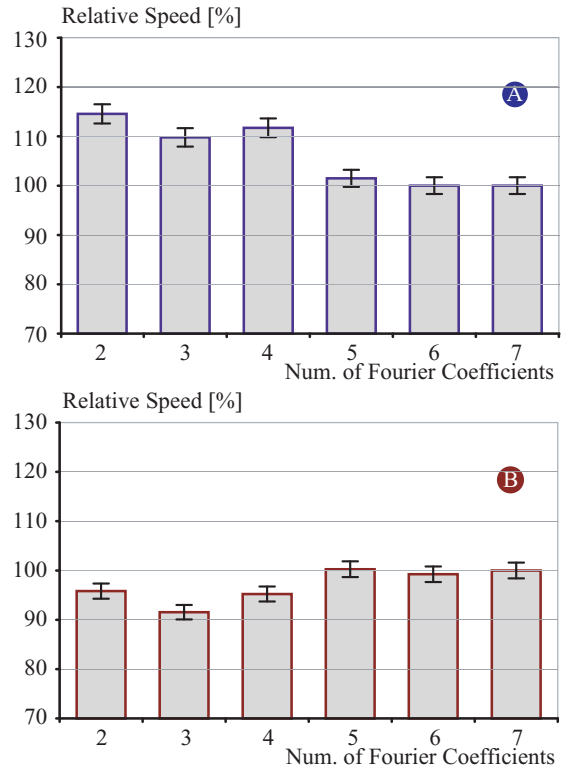 Relative Speed [%]
130
120
A
110
100
90
80
70
2 3 4 5 6 7
Num. of Fourier Coefficients
Relative Speed [%]
130
120
B
110
100
90
80
70
2 3 4 5 6 7
Num. of Fourier Coefficients